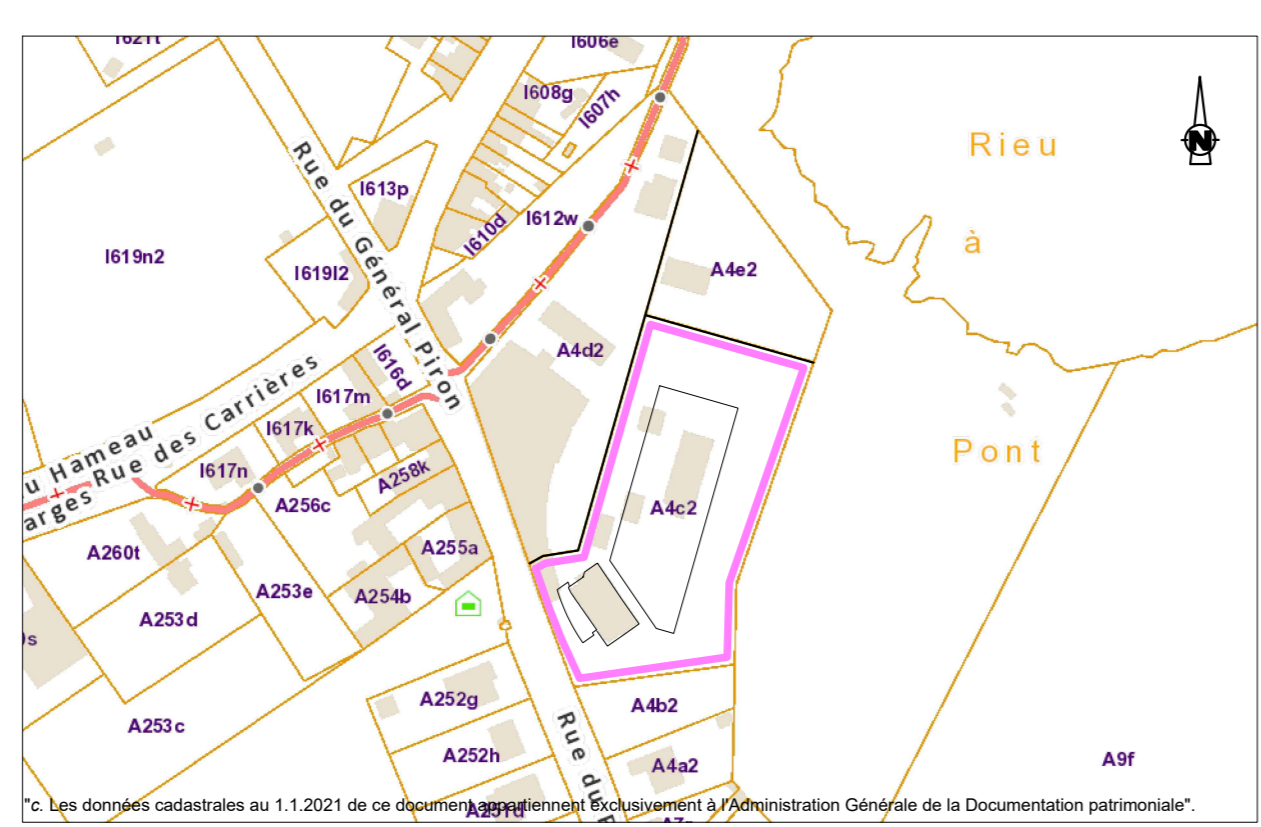 I606e
I608g
I607h
N
Rieu
à
Pont
Rue du Général Piron
I613p
I610d
I612w
I619n2
I619l2
A4e2
A4d2
I616d
I617m
I617k
I617n
Rue des Carrières
Hameau
A4c2
A258k
A256c
A260t
A255a
A253e
A254b
A253d
A253c
A252g
A252h
A4b2
A4a2
A9f
Rue du
A251d
"c. Les données cadastrales au 1.1.2021 de ce document appartiennent exclusivement à l'Administration Générale de la Documentation patrimoniale".